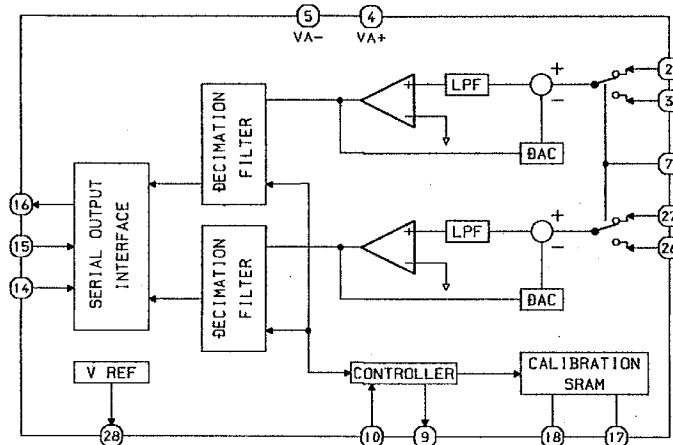 5 4
VA- VA+
2
+ LPF +
- -
3
DECIMATION
FILTER
DAC
7
SERIAL OUTPUT
INTERFACE
16
27
15
+ LPF +
- -
26
14
DECIMATION
FILTER
DAC
V REF
CONTROLLER
CALIBRATION
SRAM
28 10 9 18 17